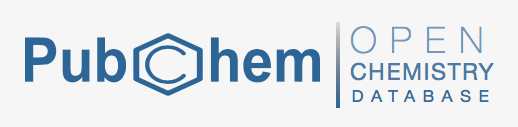 PubChem
OPEN
CHEMISTRY
DATABASE